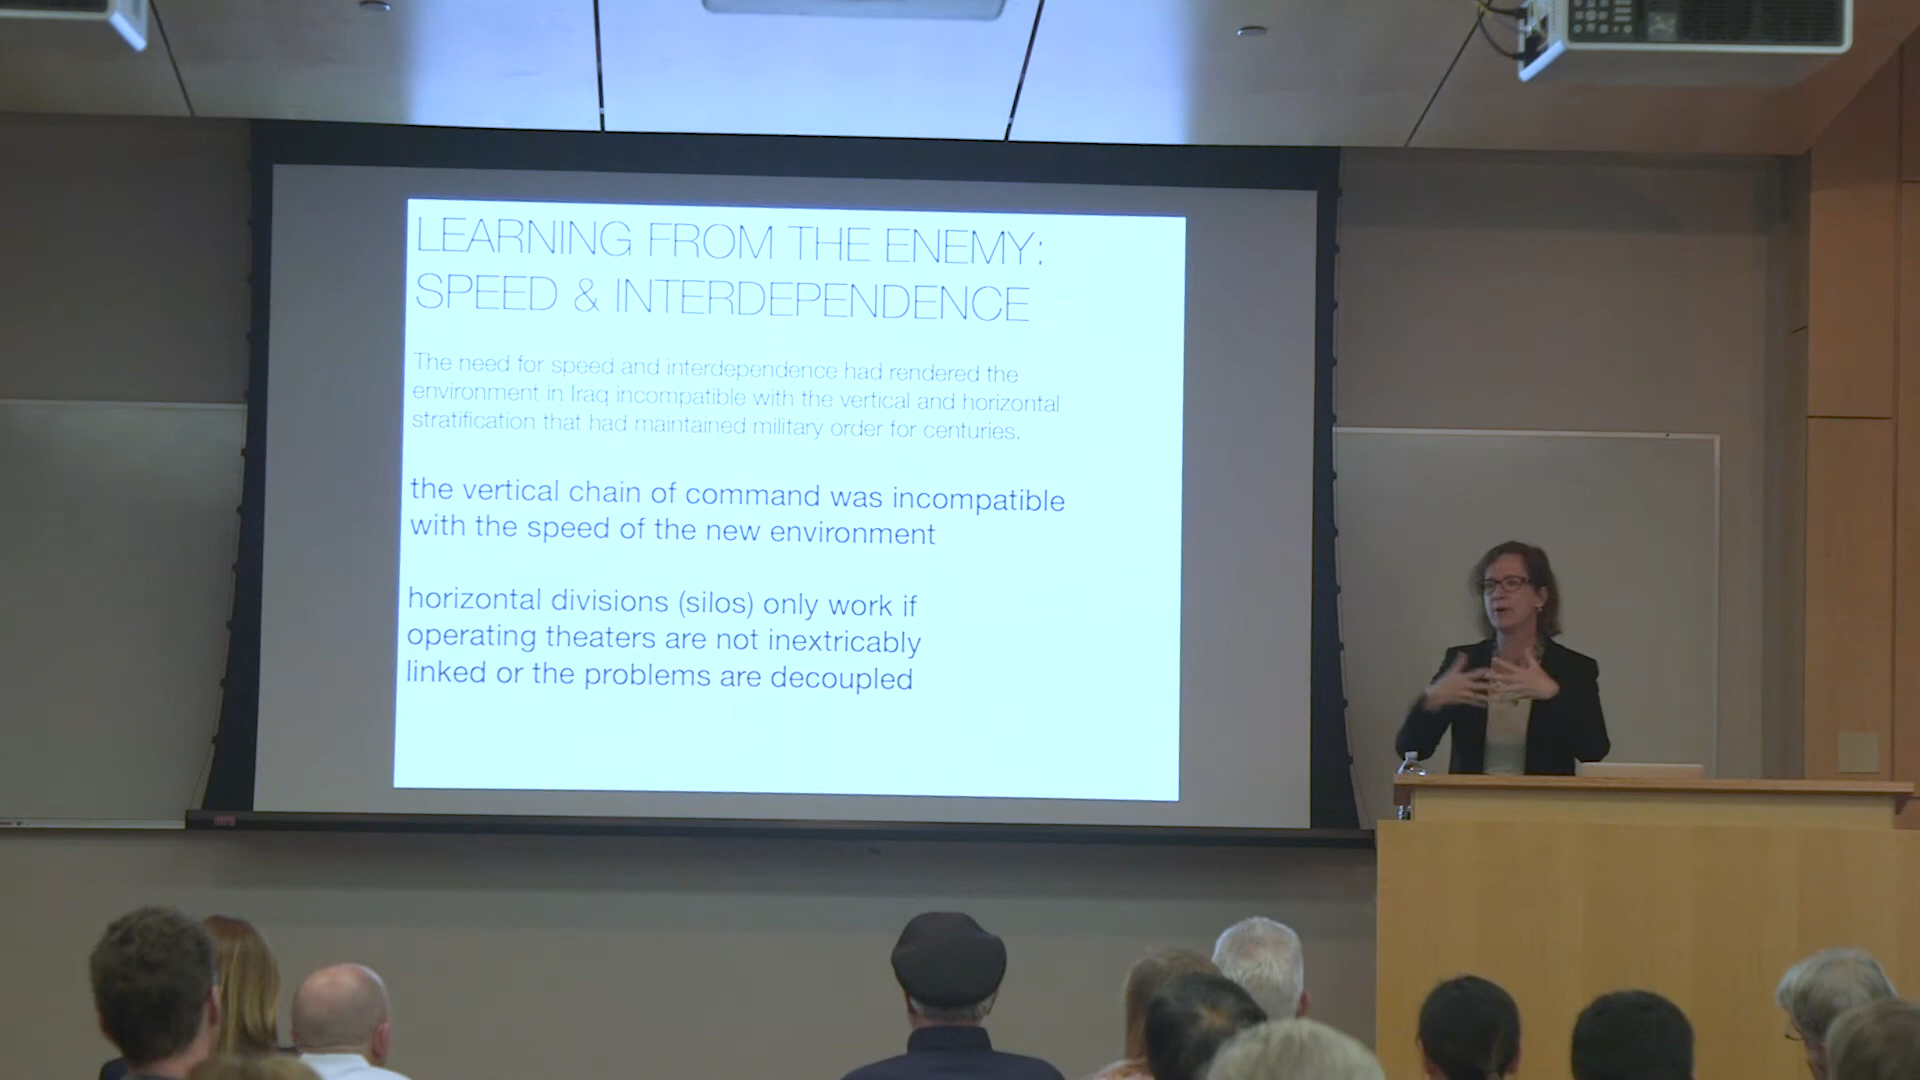 LEARNING FROM THE ENEMY:
SPEED & INTERDEPENDENCE
The need for speed and interdependence had rendered the
environment in Iraq incompatible with the vertical and horizontal
stratification that had maintained military order for centuries.
the vertical chain of command was incompatible
with the speed of the new environment
horizontal divisions (silos) only work if
operating theaters are not inextricably
linked or the problems are decoupled